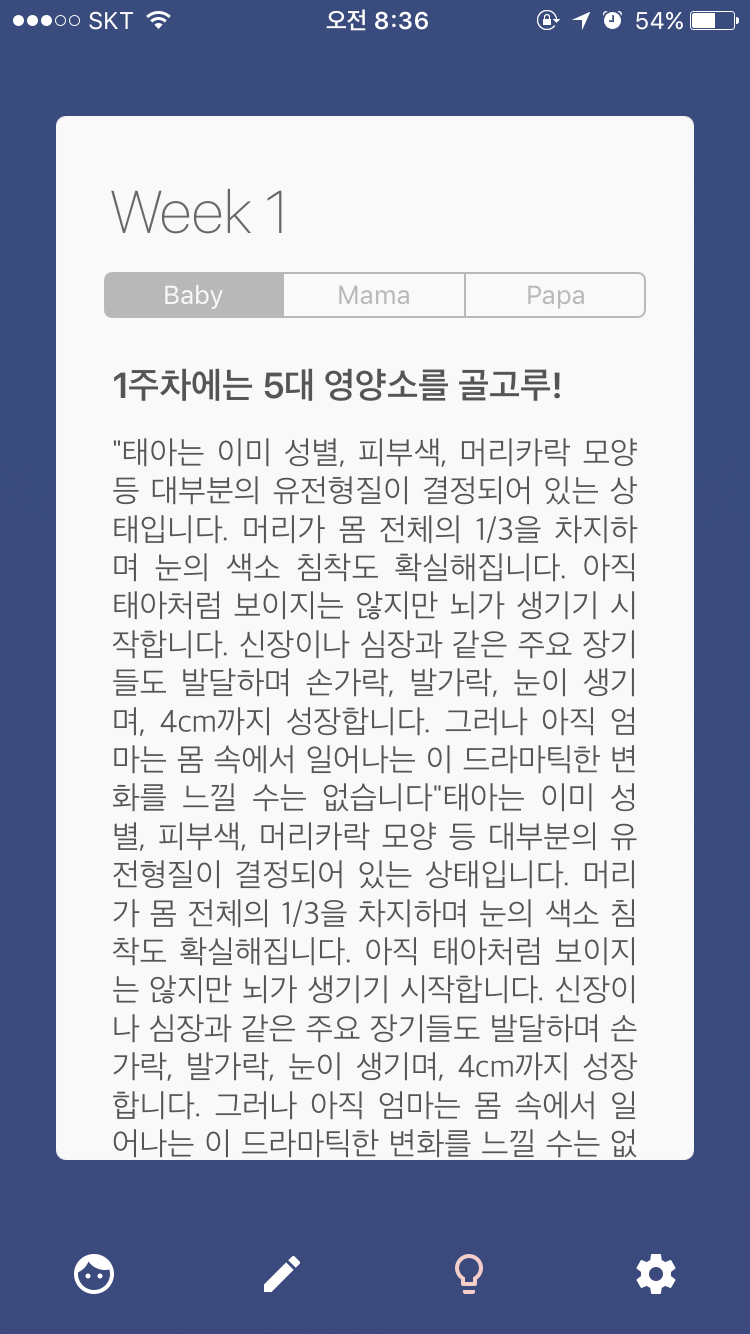 SKT 오전 8:36 54%
Week 1
Baby Mama Papa
1주차에는 5대 영양소를 골고루!
"태아는 이미 성별, 피부색, 머리카락 모양
등 대부분의 유전형질이 결정되어 있는 상
태입니다. 머리가 몸 전체의 1/3을 차지하
며 눈의 색소 침착도 확실해집니다. 아직
태아처럼 보이지는 않지만 뇌가 생기기 시
작합니다. 신장이나 심장과 같은 주요 장기
들도 발달하며 손가락, 발가락, 눈이 생기
며, 4cm까지 성장합니다. 그러나 아직 엄
마는 몸 속에서 일어나는 이 드라마틱한 변
화를 느낄 수는 없습니다"태아는 이미 성
별, 피부색, 머리카락 모양 등 대부분의 유
전형질이 결정되어 있는 상태입니다. 머리
가 몸 전체의 1/3을 차지하며 눈의 색소 침
착도 확실해집니다. 아직 태아처럼 보이지
는 않지만 뇌가 생기기 시작합니다. 신장이
나 심장과 같은 주요 장기들도 발달하며 손
가락, 발가락, 눈이 생기며, 4cm까지 성장
합니다. 그러나 아직 엄마는 몸 속에서 일
어나는 이 드라마틱한 변화를 느낄 수는 없